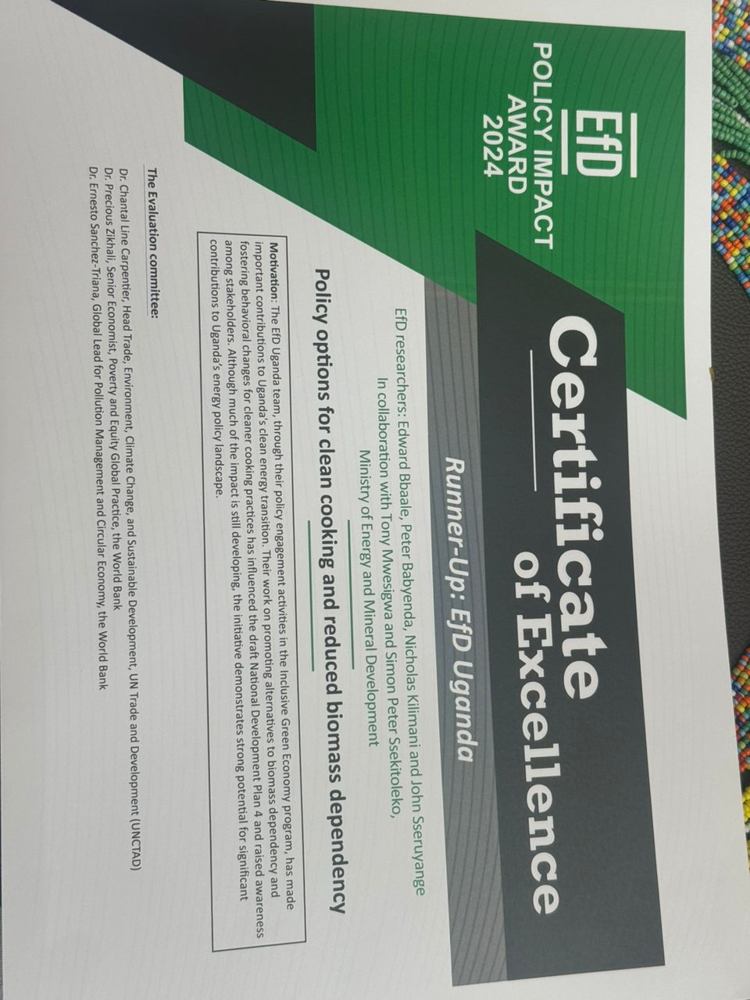 EfD
POLICY IMPACT
AWARD
2024
Certificate
of Excellence
Runner-Up: EfD Uganda
EfD researchers: Edward Bbaale, Peter Babyenda, Nicholas Kilimani and John Sseruyange
In collaboration with Tony Mwesigwa and Simon Peter Ssekitoleko,
Ministry of Energy and Mineral Development
Policy options for clean cooking and reduced biomass dependency
Motivation: The EfD Uganda team, through their policy engagement activities in the Inclusive Green Economy program, has made
important contributions to Uganda's clean energy transition. Their work on promoting alternatives to biomass dependency and
fostering behavioral changes for cleaner cooking practices has influenced the draft National Development Plan 4 and raised awareness
among stakeholders. Although much of the impact is still developing, the initiative demonstrates strong potential for significant
contributions to Uganda's energy policy landscape.
The Evaluation committee:
Dr. Chantal Line Carpentier, Head Trade, Environment, Climate Change, and Sustainable Development, UN Trade and Development (UNCTAD)
Dr. Precious Zikhali, Senior Economist, Poverty and Equity Global Practice, the World Bank
Dr. Ernesto Sanchez-Triana, Global Lead for Pollution Management and Circular Economy, the World Bank